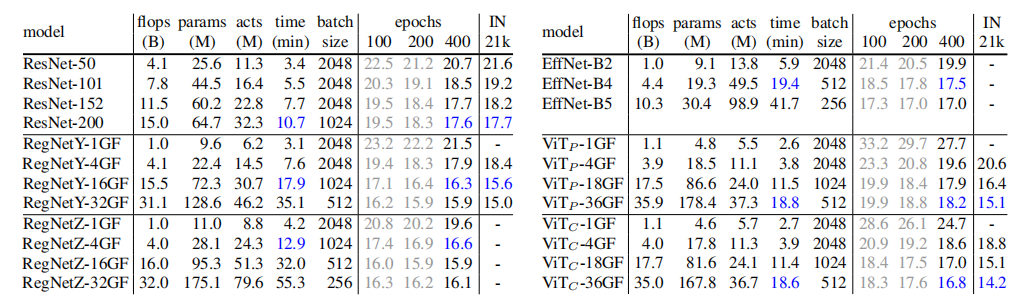 model flops (B) params (M) acts (M) time (min) batch size epochs 100 200 400 IN 21k
ResNet-50 4.1 25.6 11.3 3.4 2048 22.5 21.2 20.7 21.6
ResNet-101 7.8 44.5 16.4 5.5 2048 20.3 19.1 18.5 19.2
ResNet-152 11.5 60.2 22.8 7.7 2048 19.5 18.4 17.7 18.2
ResNet-200 15.0 64.7 32.3 10.7 1024 19.5 18.3 17.6 17.7
RegNetY-1GF 1.0 9.6 6.2 3.1 2048 23.2 22.2 21.5 -
RegNetY-4GF 4.1 22.4 14.5 7.6 2048 19.4 18.3 17.9 18.4
RegNetY-16GF 15.5 72.3 30.7 17.9 1024 17.1 16.4 16.3 15.6
RegNetY-32GF 31.1 128.6 46.2 35.1 512 16.2 15.9 15.9 15.0
RegNetZ-1GF 1.0 11.0 8.8 4.2 2048 20.8 20.2 19.6 -
RegNetZ-4GF 4.0 28.1 24.3 12.9 1024 17.4 16.9 16.6 -
RegNetZ-16GF 16.0 95.3 51.3 32.0 512 16.0 15.9 15.9 -
RegNetZ-32GF 32.0 175.1 79.6 55.3 256 16.3 16.2 16.1 -
model flops (B) params (M) acts (M) time (min) batch size epochs 100 200 400 IN 21k
EffNet-B2 1.0 9.1 13.8 5.9 2048 21.4 20.5 19.9 -
EffNet-B4 4.4 19.3 49.5 19.4 512 18.5 17.8 17.5 -
EffNet-B5 10.3 30.4 98.9 41.7 256 17.3 17.0 17.0 -
ViT_P-1GF 1.1 4.8 5.5 2.6 2048 33.2 29.7 27.7 -
ViT_P-4GF 3.9 18.5 11.1 3.8 2048 23.3 20.8 19.6 20.6
ViT_P-18GF 17.5 86.6 24.0 11.5 1024 19.9 18.4 17.9 16.4
ViT_P-36GF 35.9 178.4 37.3 18.8 512 19.9 18.8 18.2 15.1
ViT_C-1GF 1.1 4.6 5.7 2.7 2048 28.6 26.1 24.7 -
ViT_C-4GF 4.0 17.8 11.3 3.9 2048 20.9 19.2 18.6 18.8
ViT_C-18GF 17.7 81.6 24.1 11.4 1024 18.4 17.5 17.0 15.1
ViT_C-36GF 35.0 167.8 36.7 18.6 512 18.3 17.6 16.8 14.2